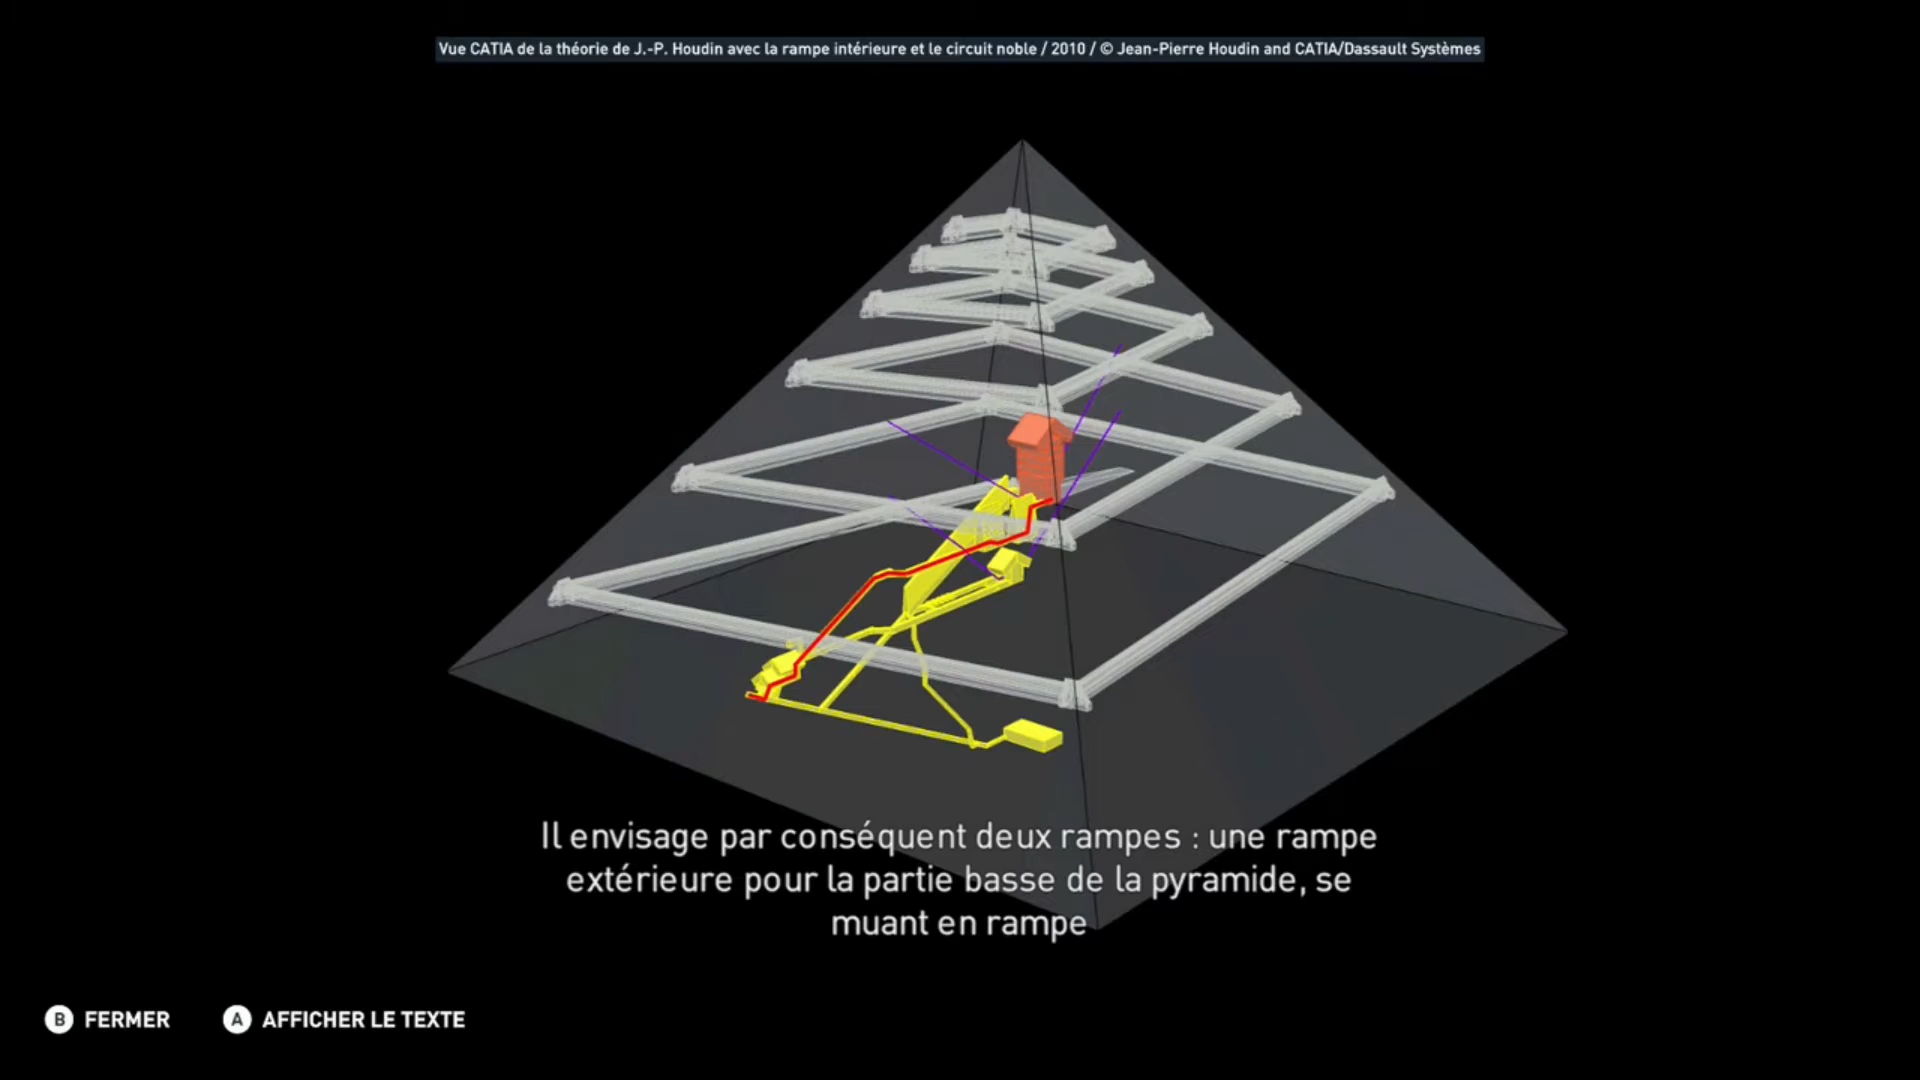 Vue CATIA de la théorie de J.-P. Houdin avec la rampe intérieure et le circuit noble / 2010 / © Jean-Pierre Houdin and CATIA/Dassault Systèmes
Il envisage par conséquent deux rampes : une rampe
extérieure pour la partie basse de la pyramide, se
muant en rampe
B FERMER
A AFFICHER LE TEXTE